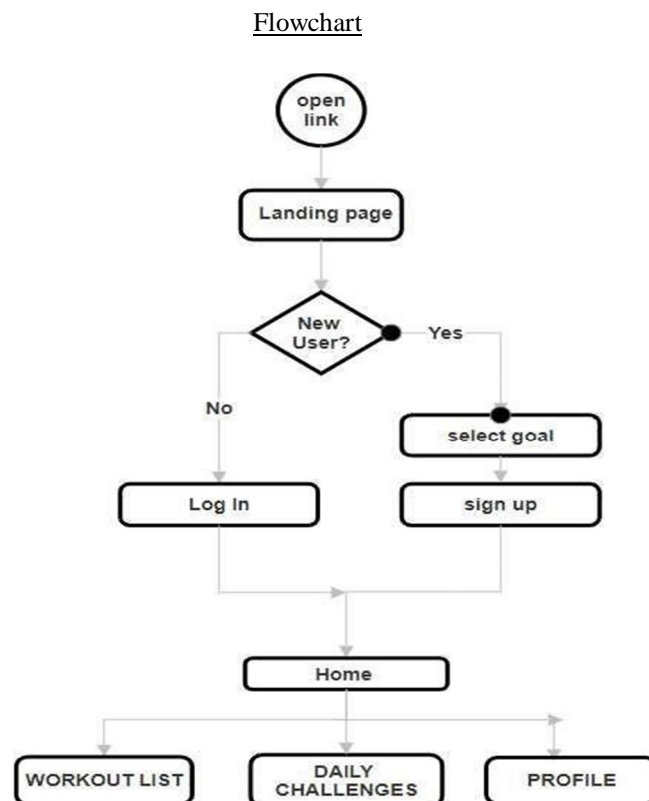 Flowchart
open
link
Landing page
New
User?
Yes
No
select goal
Log In
sign up
Home
WORKOUT LIST
DAILY
CHALLENGES
PROFILE